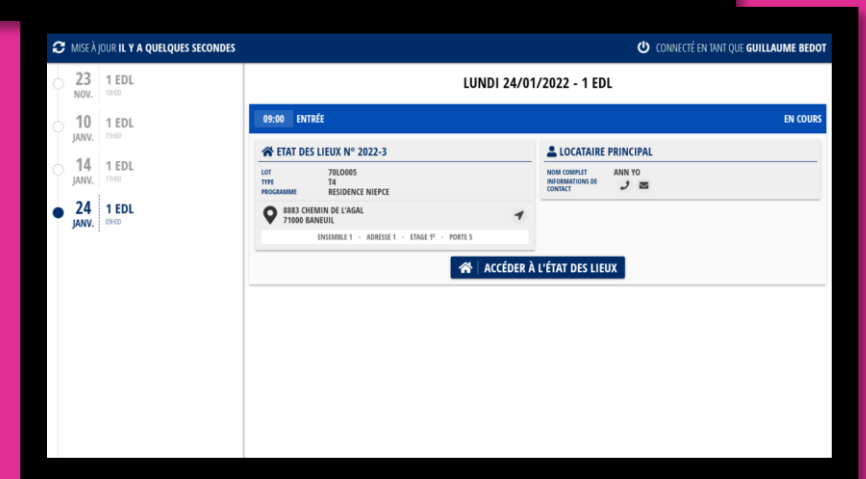 MISE À JOUR IL Y A QUELQUES SECONDES
CONNECTÉ EN TANT QUE GUILLAUME BEDOT
23 NOV. 1 EDL
10 JANV. 1 EDL
14 JANV. 1 EDL
24 JANV. 1 EDL
09H00
LUNDI 24/01/2022 - 1 EDL
09:00 ENTRÉE EN COURS
ETAT DES LIEUX N° 2022-3
LOT 70LO005
TYPE T4
PROGRAMME RESIDENCE NIEPCE
8883 CHEMIN DE L'AGAL
71000 BANEUIL
ENSEMBLE 1 - ADRESSE 1 - ETAGE 1ᴱ - PORTE 5
LOCATAIRE PRINCIPAL
NOM COMPLET ANN YO
INFORMATIONS DE
CONTACT
ACCÉDER À L'ÉTAT DES LIEUX